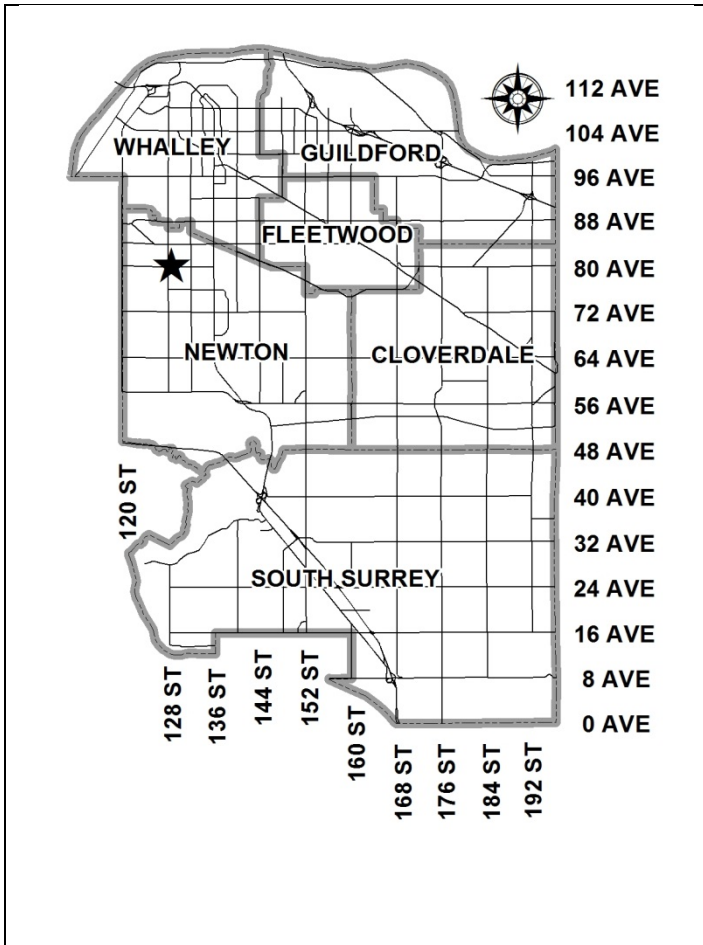 112 AVE
104 AVE
WHALLEY
GUILDFORD
96 AVE
88 AVE
FLEETWOOD
80 AVE
72 AVE
NEWTON
CLOVERDALE
64 AVE
56 AVE
48 AVE
120 ST
40 AVE
32 AVE
SOUTH SURREY
24 AVE
16 AVE
8 AVE
0 AVE
128 ST
136 ST
144 ST
152 ST
160 ST
168 ST
176 ST
184 ST
192 ST